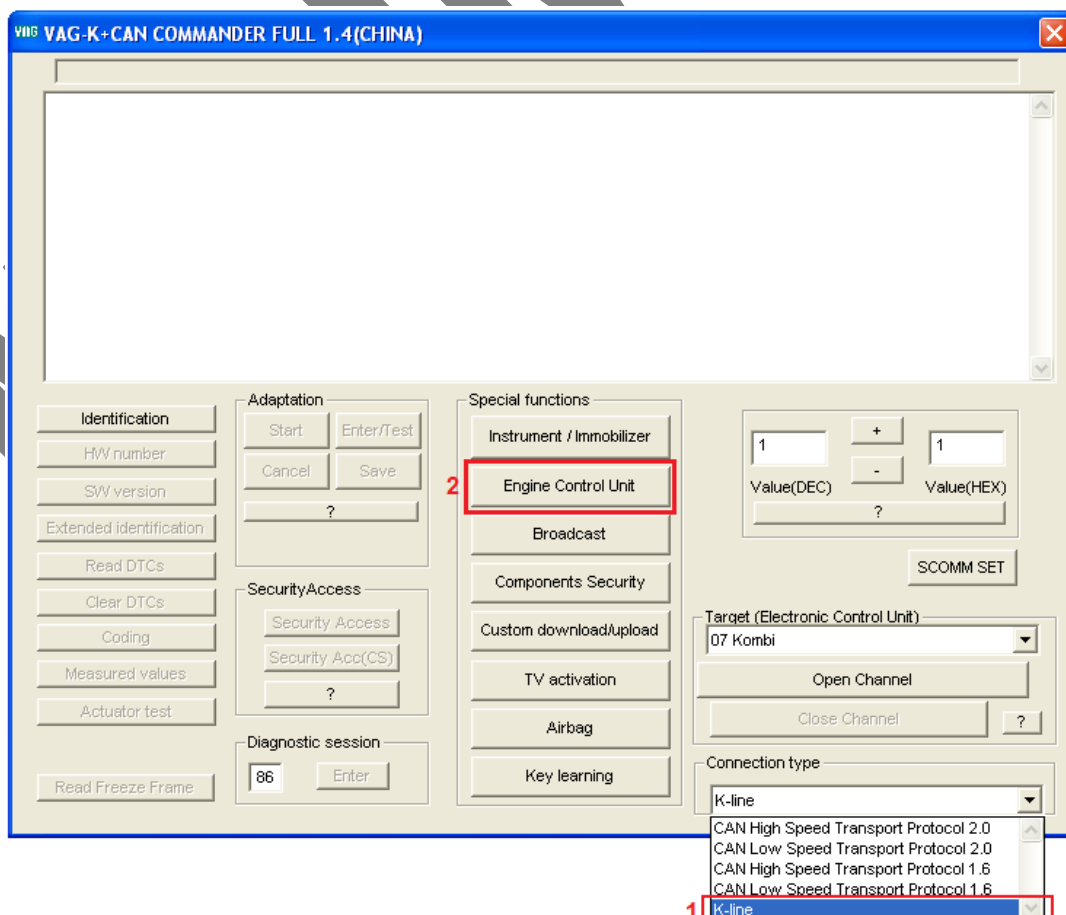 VAG-K+CAN COMMANDER FULL 1.4(CHINA)
Identification
HW number
SW version
Extended identification
Read DTCs
Clear DTCs
Coding
Measured values
Actuator test
Read Freeze Frame
Adaptation
Start
Enter/Test
Cancel
Save
?
SecurityAccess
Security Access
Security Acc(CS)
?
Diagnostic session
86
Enter
Special functions
Instrument / Immobilizer
2
Engine Control Unit
Broadcast
Components Security
Custom download/upload
TV activation
Airbag
Key learning
1
+
1
Value(DEC)
-
Value(HEX)
?
SCOMM SET
Target (Electronic Control Unit)
07 Kombi
Open Channel
Close Channel
?
Connection type
K-line
CAN High Speed Transport Protocol 2.0
CAN Low Speed Transport Protocol 2.0
CAN High Speed Transport Protocol 1.6
CAN Low Speed Transport Protocol 1.6
1
K-line